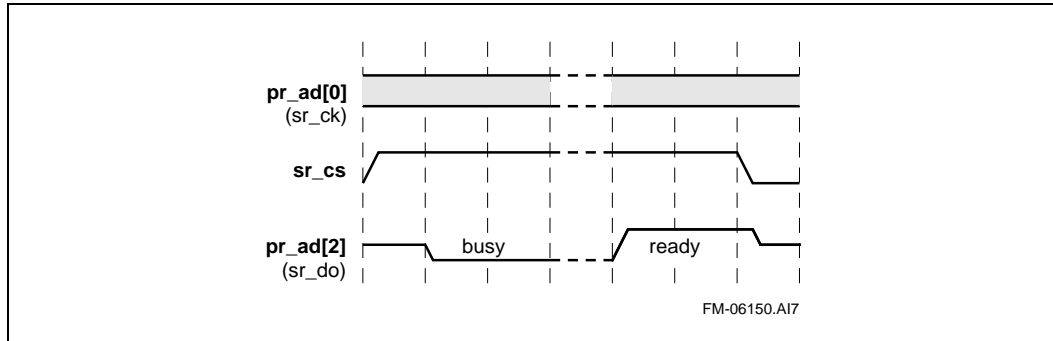 pr_ad[0]
(sr_ck)
sr_cs
pr_ad[2]
(sr_do)
busy
ready
FM-06150.AI7